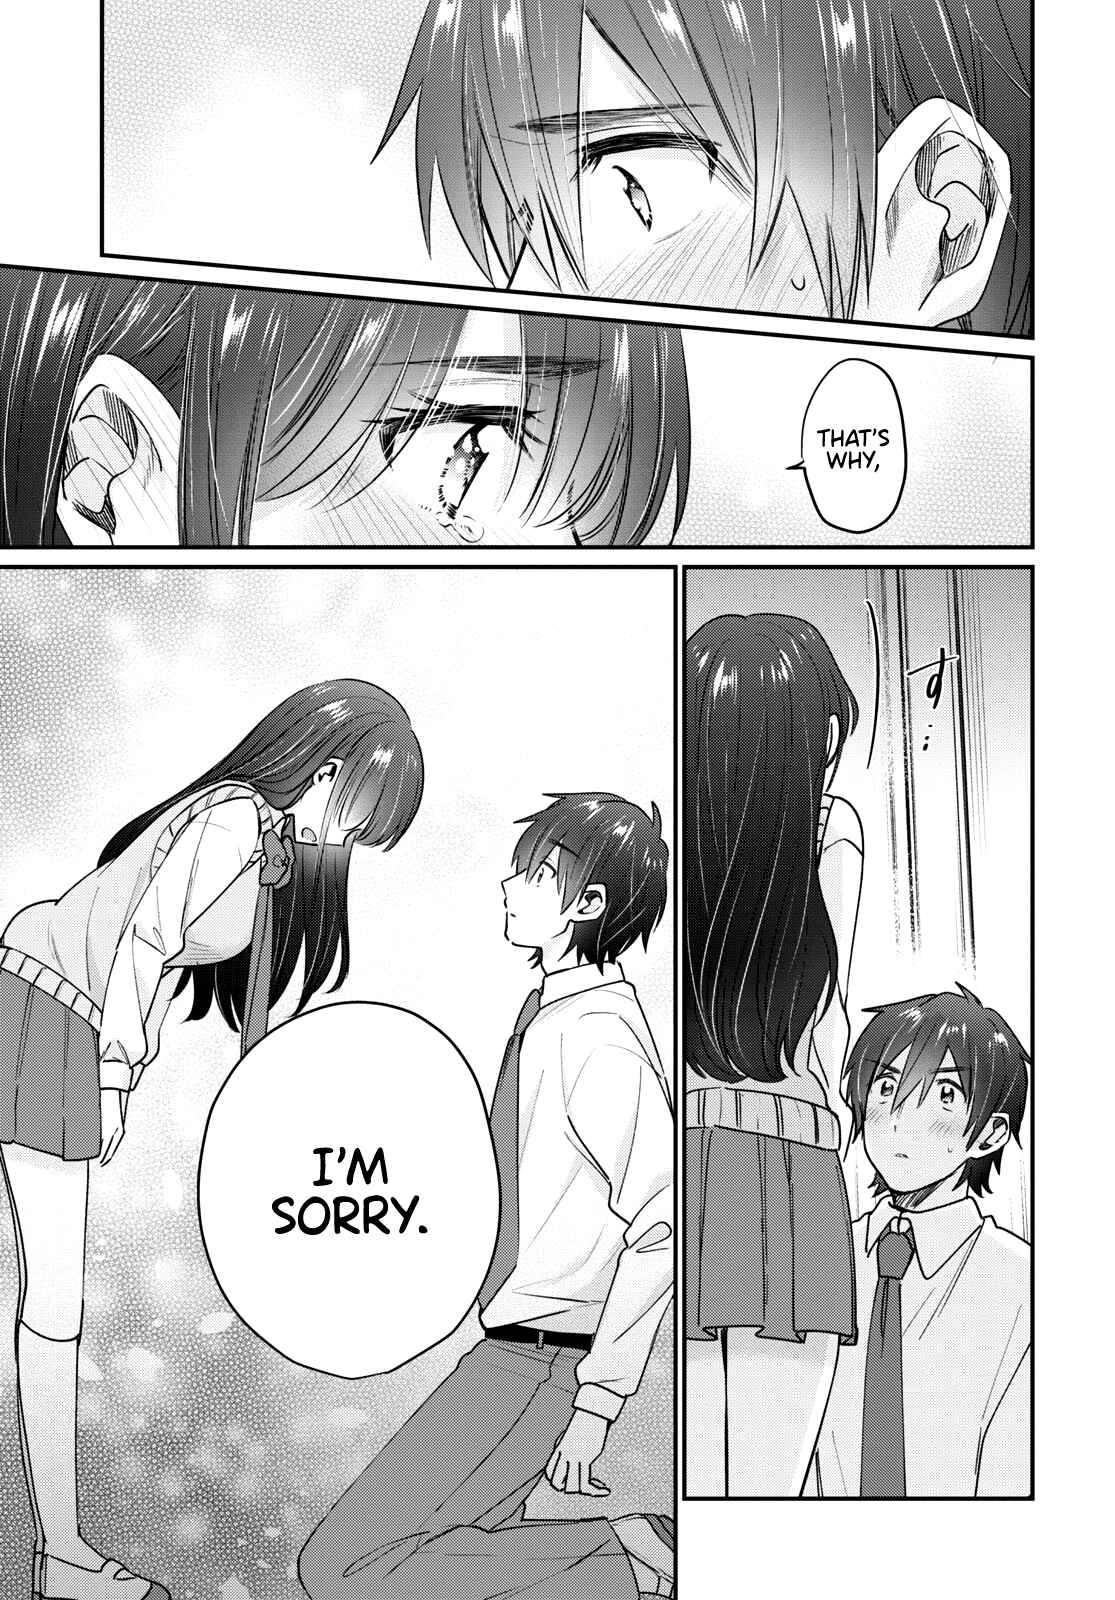 THAT'S
WHY,
す…
I'M
SORRY.